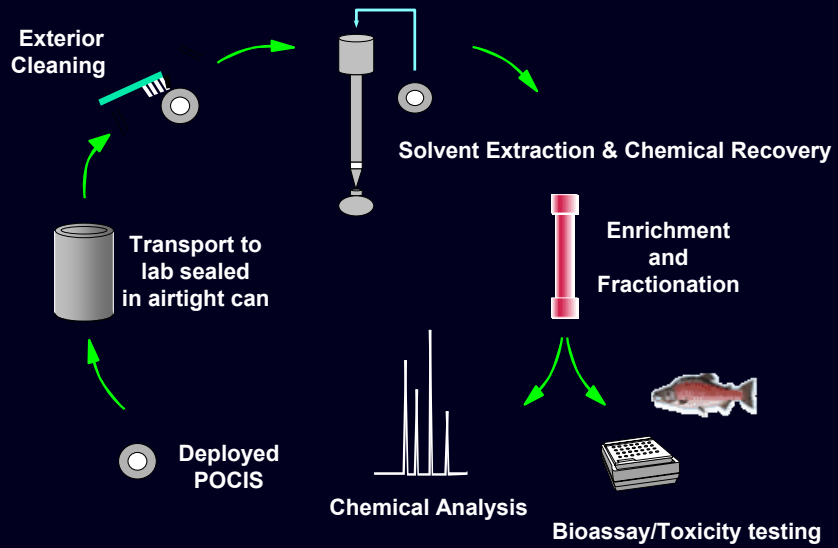 Exterior
Cleaning
Solvent Extraction & Chemical Recovery
Transport to
lab sealed
in airtight can
Enrichment
and
Fractionation
Deployed
POCIS
Chemical Analysis
Bioassay/Toxicity testing